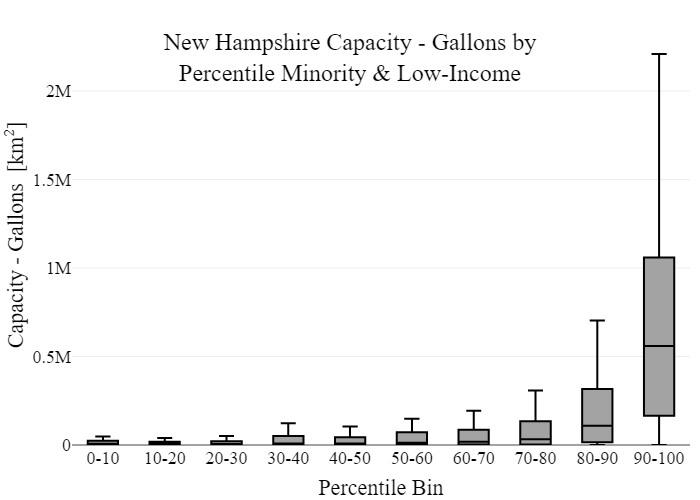 New Hampshire Capacity - Gallons by
Percentile Minority & Low-Income
Capacity - Gallons [km²]
2M
1.5M
1M
0.5M
0
0-10 10-20 20-30 30-40 40-50 50-60 60-70 70-80 80-90 90-100
Percentile Bin